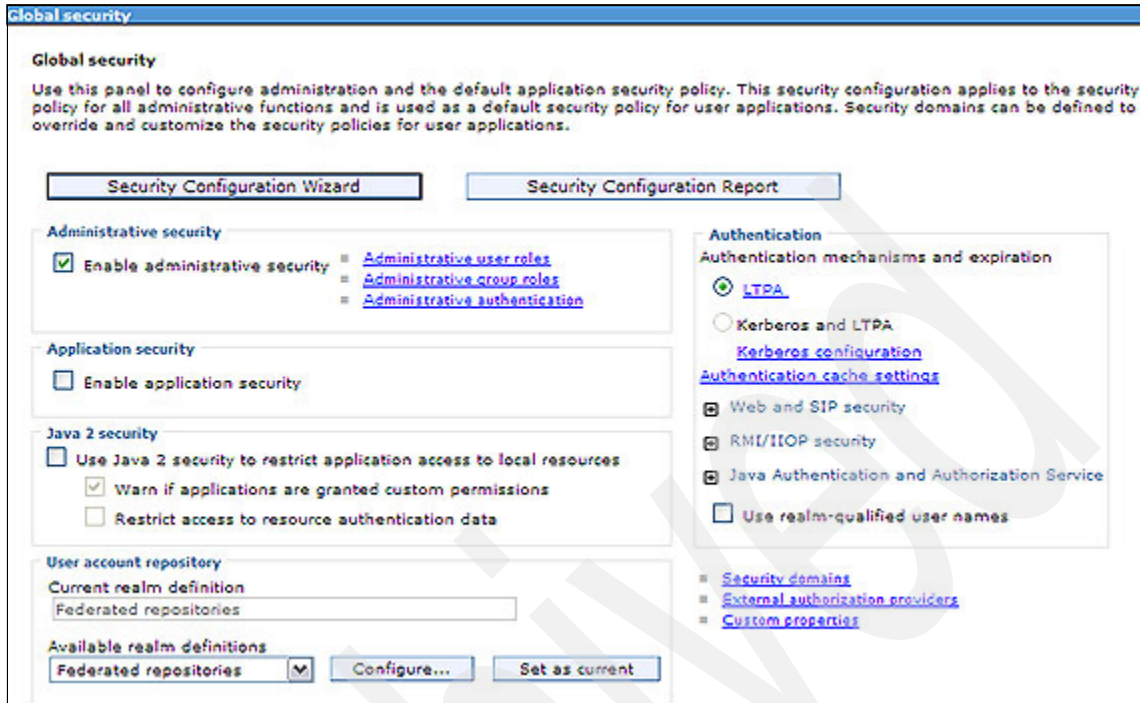 Global security
Global security
Use this panel to configure administration and the default application security policy. This security configuration applies to the security
policy for all administrative functions and is used as a default security policy for user applications. Security domains can be defined to
override and customize the security policies for user applications.
Security Configuration Wizard
Security Configuration Report
Administrative security
Enable administrative security
Administrative user roles
Administrative group roles
Administrative authentication
Application security
Enable application security
Java 2 security
Use Java 2 security to restrict application access to local resources
Warn if applications are granted custom permissions
Restrict access to resource authentication data
User account repository
Current realm definition
Federated repositories
Available realm definitions
Federated repositories
Configure...
Set as current
Authentication
Authentication mechanisms and expiration
LTPA
Kerberos and LTPA
Kerberos configuration
Authentication cache settings
Web and SIP security
RMI/IIOP security
Java Authentication and Authorization Service
Use realm-qualified user names
Security domains
External authorization providers
Custom properties